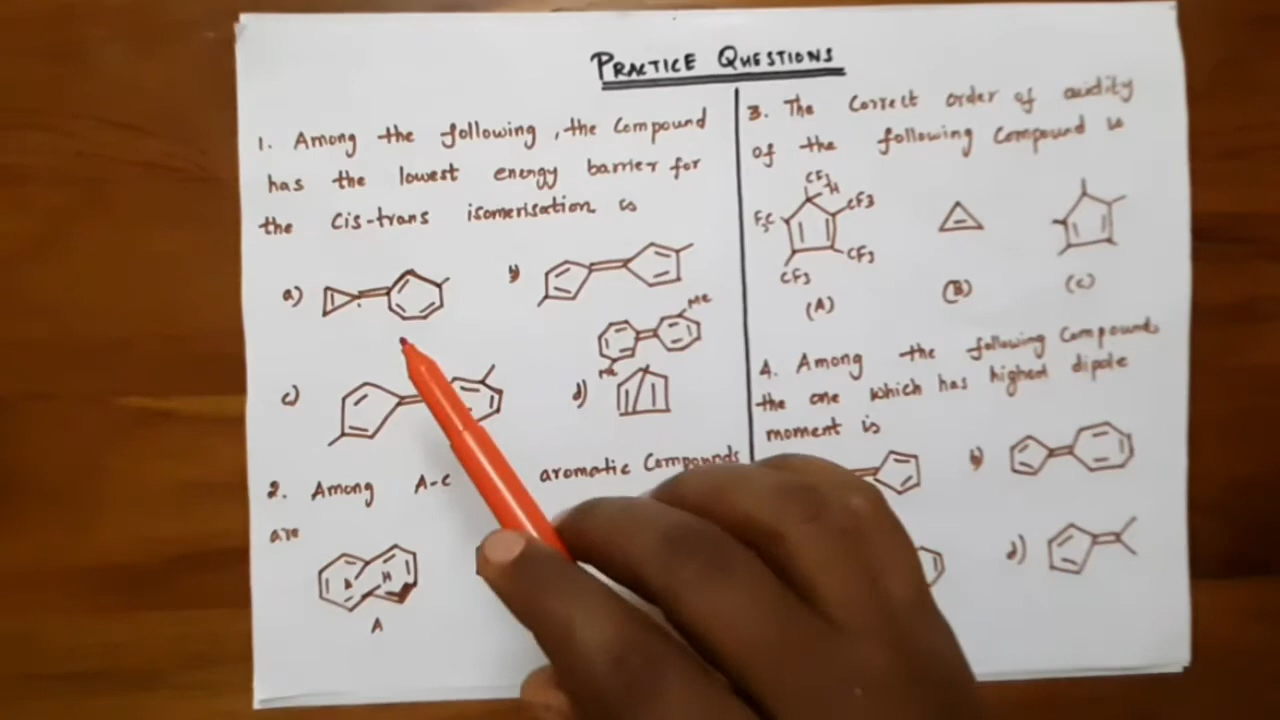 PRACTICE QUESTIONS
1. Among the following, the Compound
has the lowest energy barrier for
the Cis-trans isomerisation is
a)
b)
c)
d)
Me
Me
2. Among A-C aromatic Compounds
are
H
A
3. The Correct order of acidity
of the following Compound is
CF3
H
F3C
CF3
CF3
CF3
(A)
(B)
(C)
4. Among the following Compounds
the one which has highest dipole
moment is
b)
d)